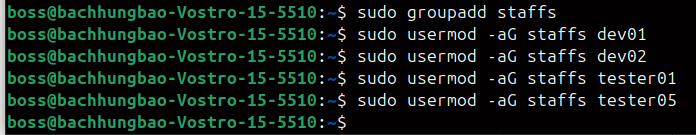 boss@bachhungbao-Vostro-15-5510:~$ sudo groupadd staffs
boss@bachhungbao-Vostro-15-5510:~$ sudo usermod -aG staffs dev01
boss@bachhungbao-Vostro-15-5510:~$ sudo usermod -aG staffs dev02
boss@bachhungbao-Vostro-15-5510:~$ sudo usermod -aG staffs tester01
boss@bachhungbao-Vostro-15-5510:~$ sudo usermod -aG staffs tester05
boss@bachhungbao-Vostro-15-5510:~$